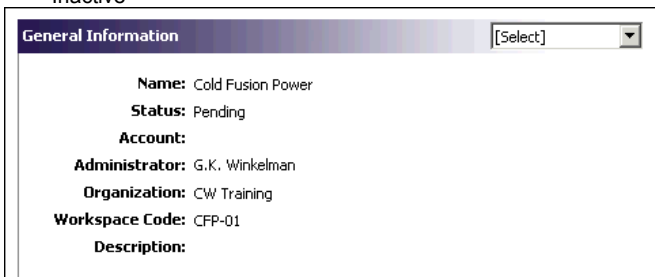 Inactive
General Information [Select]
Name: Cold Fusion Power
Status: Pending
Account:
Administrator: G.K. Winkelman
Organization: CW Training
Workspace Code: CFP-01
Description: